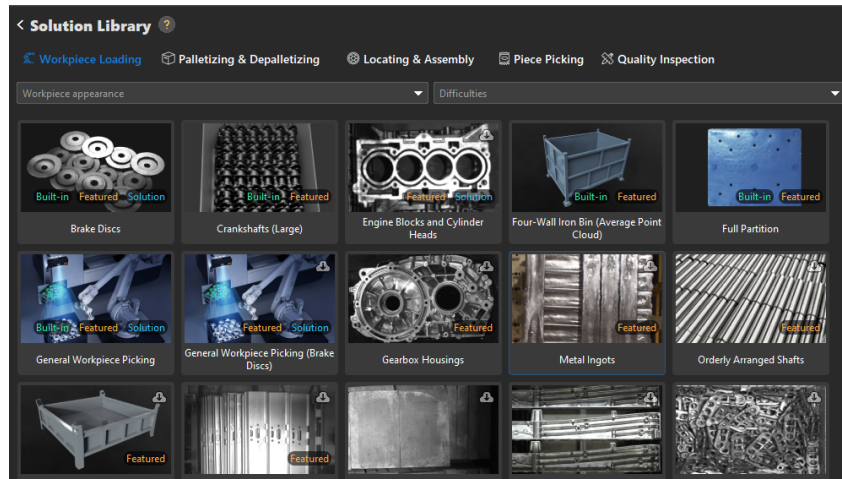 < Solution Library ?
Workpiece Loading Palletizing & Depalletizing Locating & Assembly Piece Picking Quality Inspection
Workpiece appearance Difficulties
Built-in Featured Solution Built-in Featured Featured Solution Built-in Featured Built-in Featured
Brake Discs Crankshafts (Large) Engine Blocks and Cylinder Heads Four-Wall Iron Bin (Average Point Cloud) Full Partition
Built-in Featured Solution Featured Solution Featured Featured Featured
General Workpiece Picking General Workpiece Picking (Brake Discs) Gearbox Housings Metal Ingots Orderly Arranged Shafts
Featured Featured